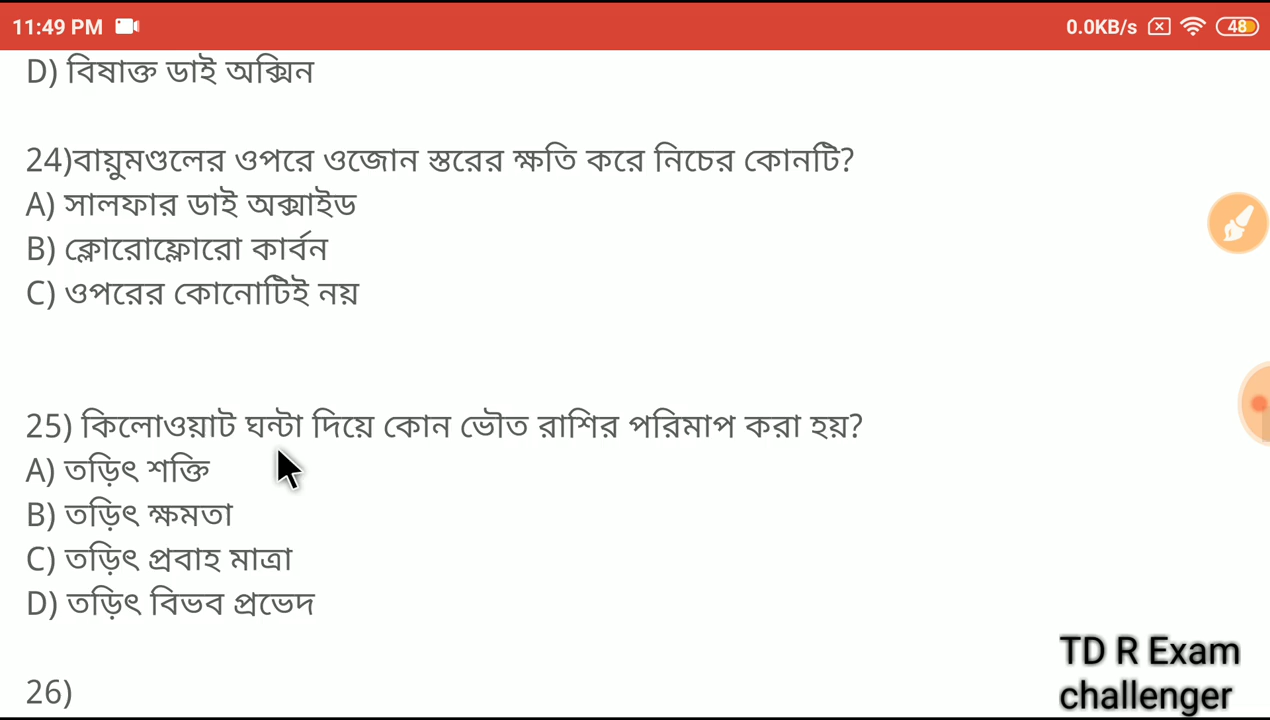 11:49 PM 0.0KB/s 48
D) বিষাক্ত ডাই অক্সিন
24)বায়ুমণ্ডলের ওপরে ওজোন স্তরের ক্ষতি করে নিচের কোনটি?
A) সালফার ডাই অক্সাইড
B) ক্লোরোফ্লোরো কার্বন
C) ওপরের কোনোটিই নয়
25) কিলোওয়াট ঘন্টা দিয়ে কোন ভৌত রাশির পরিমাপ করা হয়?
A) তড়িৎ শক্তি
B) তড়িৎ ক্ষমতা
C) তড়িৎ প্রবাহ মাত্রা
D) তড়িৎ বিভব প্রভেদ
TD R Exam
challenger
26)